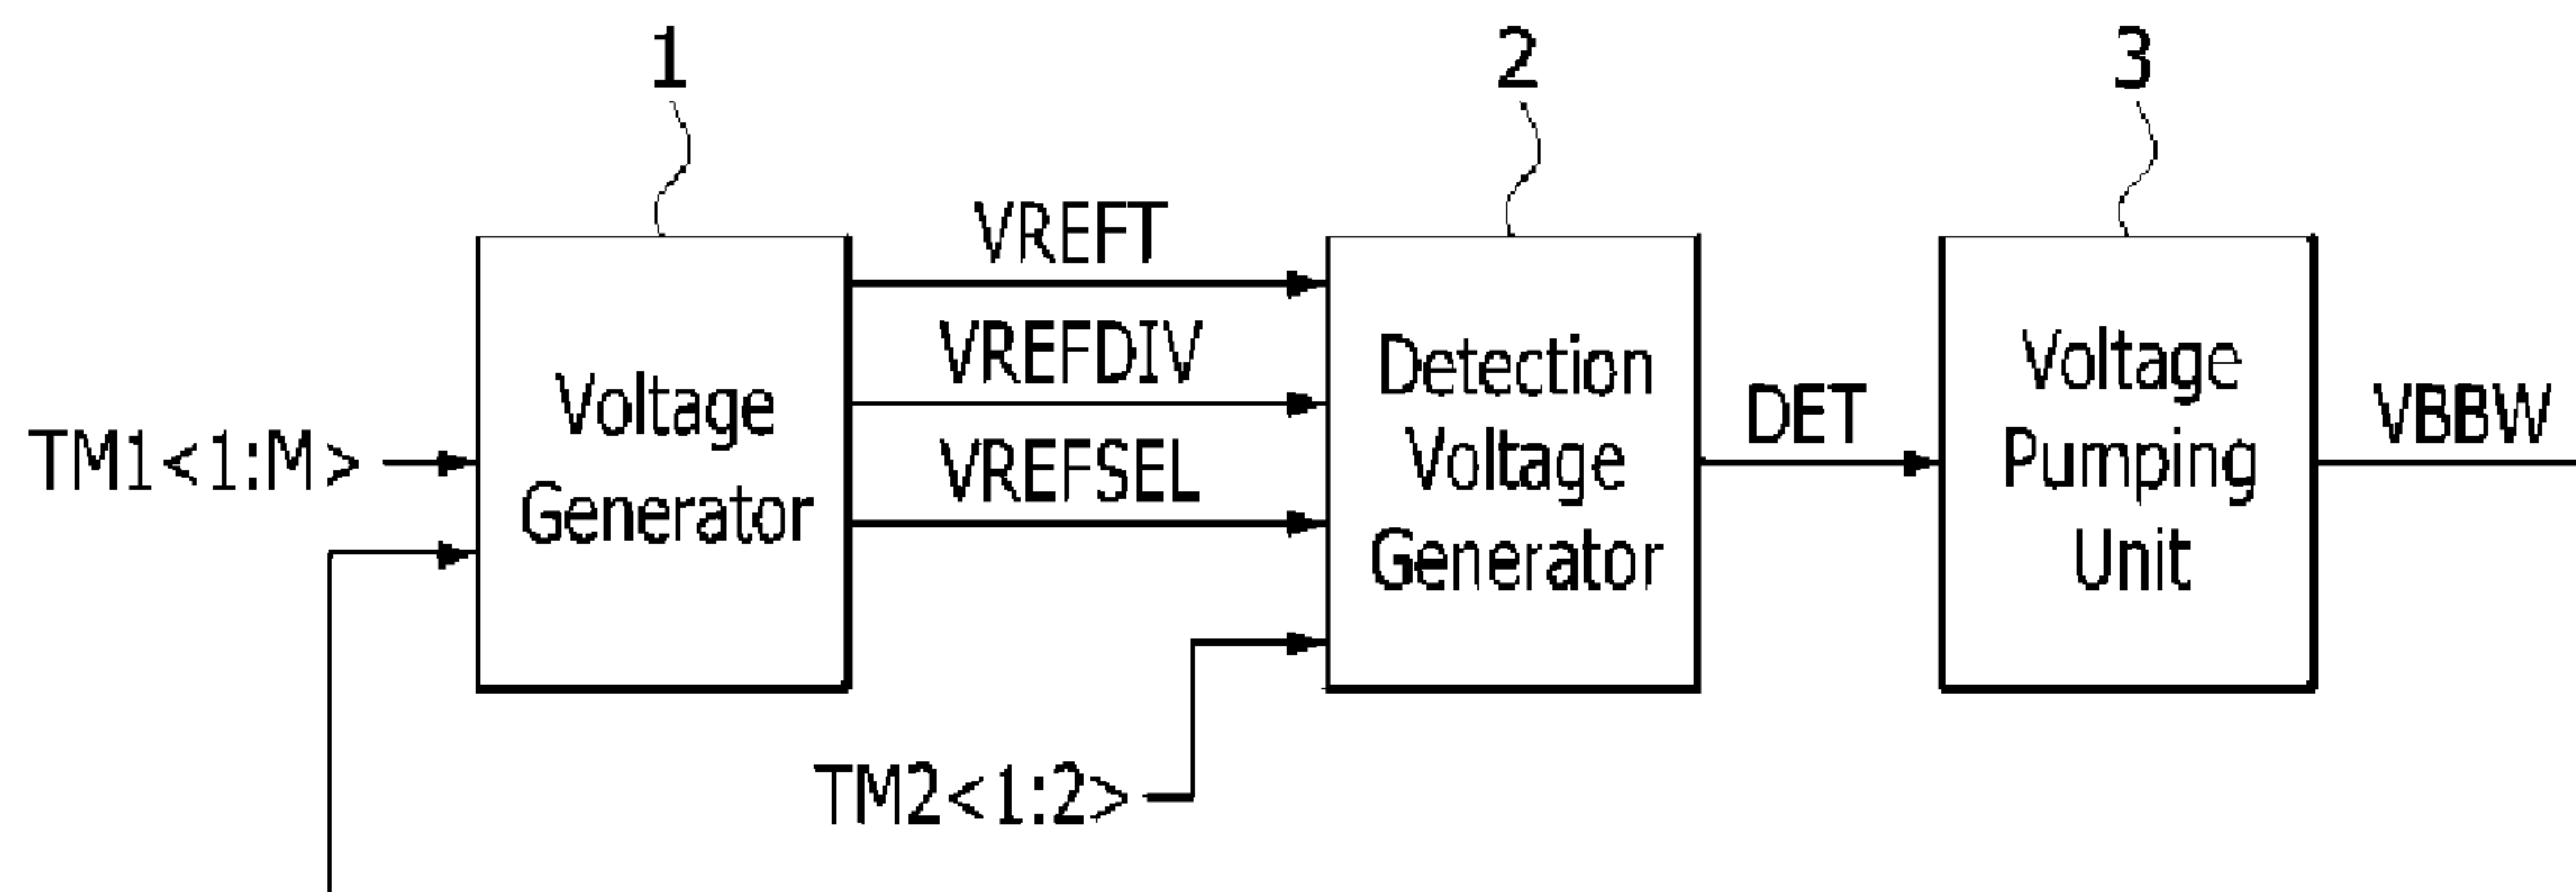 1
2
3
VREFT
VREFDIV
VREFSEL
TM1<1:M>
Voltage
Generator
Detection
Voltage
Generator
DET
Voltage
Pumping
Unit
VBBW
TM2<1:2>